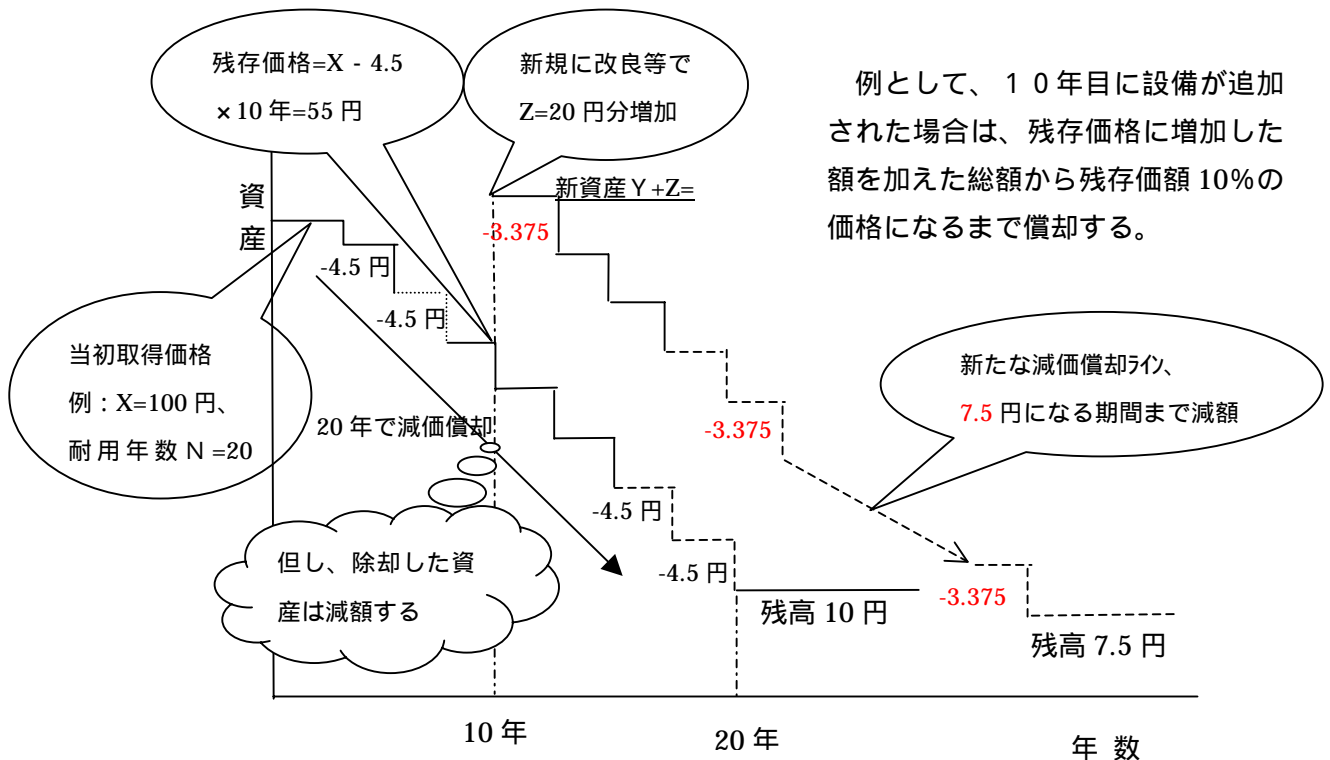 残存価格=X - 4.5
×10 年=55 円
新規に改良等で
Z=20 円分増加
例として、１０年目に設備が追加
された場合は、残存価格に増加した
額を加えた総額から残存価額 10%の
価格になるまで償却する。
資
産
新資産Ｙ+Z=
-3.375
-4.5 円
-4.5 円
当初取得価格
例：X=100 円、
耐用年数Ｎ=20
20 年で減価償却
新たな減価償却ﾗｲﾝ、
7.5 円になる期間まで減額
-3.375
-4.5 円
-4.5 円
但し、除却した資
産は減額する
残高 10 円
-3.375
残高 7.5 円
10 年
20 年
年 数